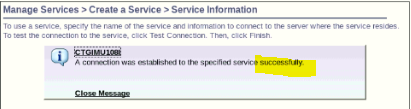 Manage Services > Create a Service > Service Information
To use a service, specify the name of the service and information to connect to the server where the service resides.
To test the connection to the service, click Test Connection. Then, click Finish.
CTGIMU108I
A connection was established to the specified service successfully.
Close Message